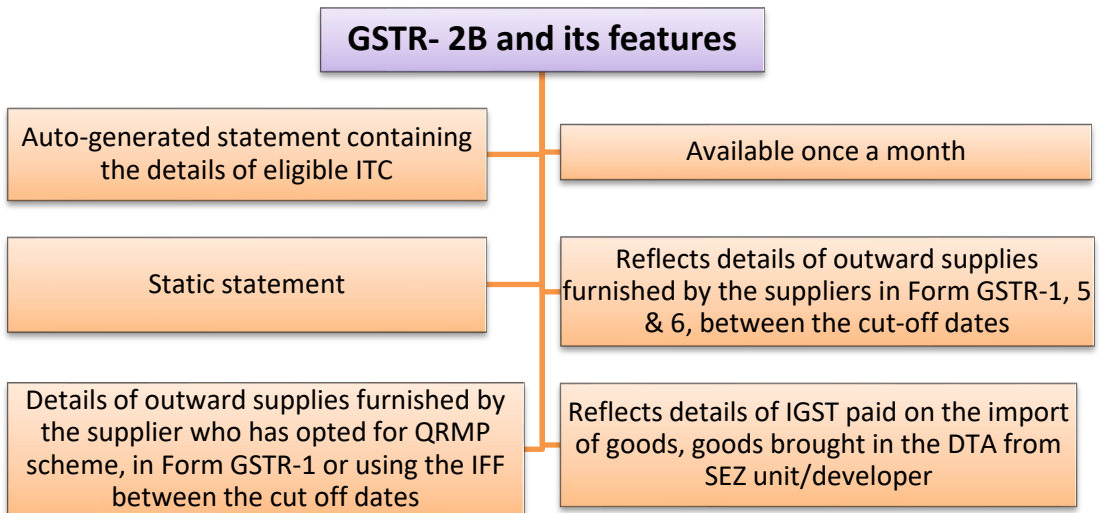 GSTR- 2B and its features
Auto-generated statement containing
the details of eligible ITC
Available once a month
Static statement
Reflects details of outward supplies
furnished by the suppliers in Form GSTR-1, 5
& 6, between the cut-off dates
Details of outward supplies furnished by
the supplier who has opted for QRMP
scheme, in Form GSTR-1 or using the IFF
between the cut off dates
Reflects details of IGST paid on the import
of goods, goods brought in the DTA from
SEZ unit/developer